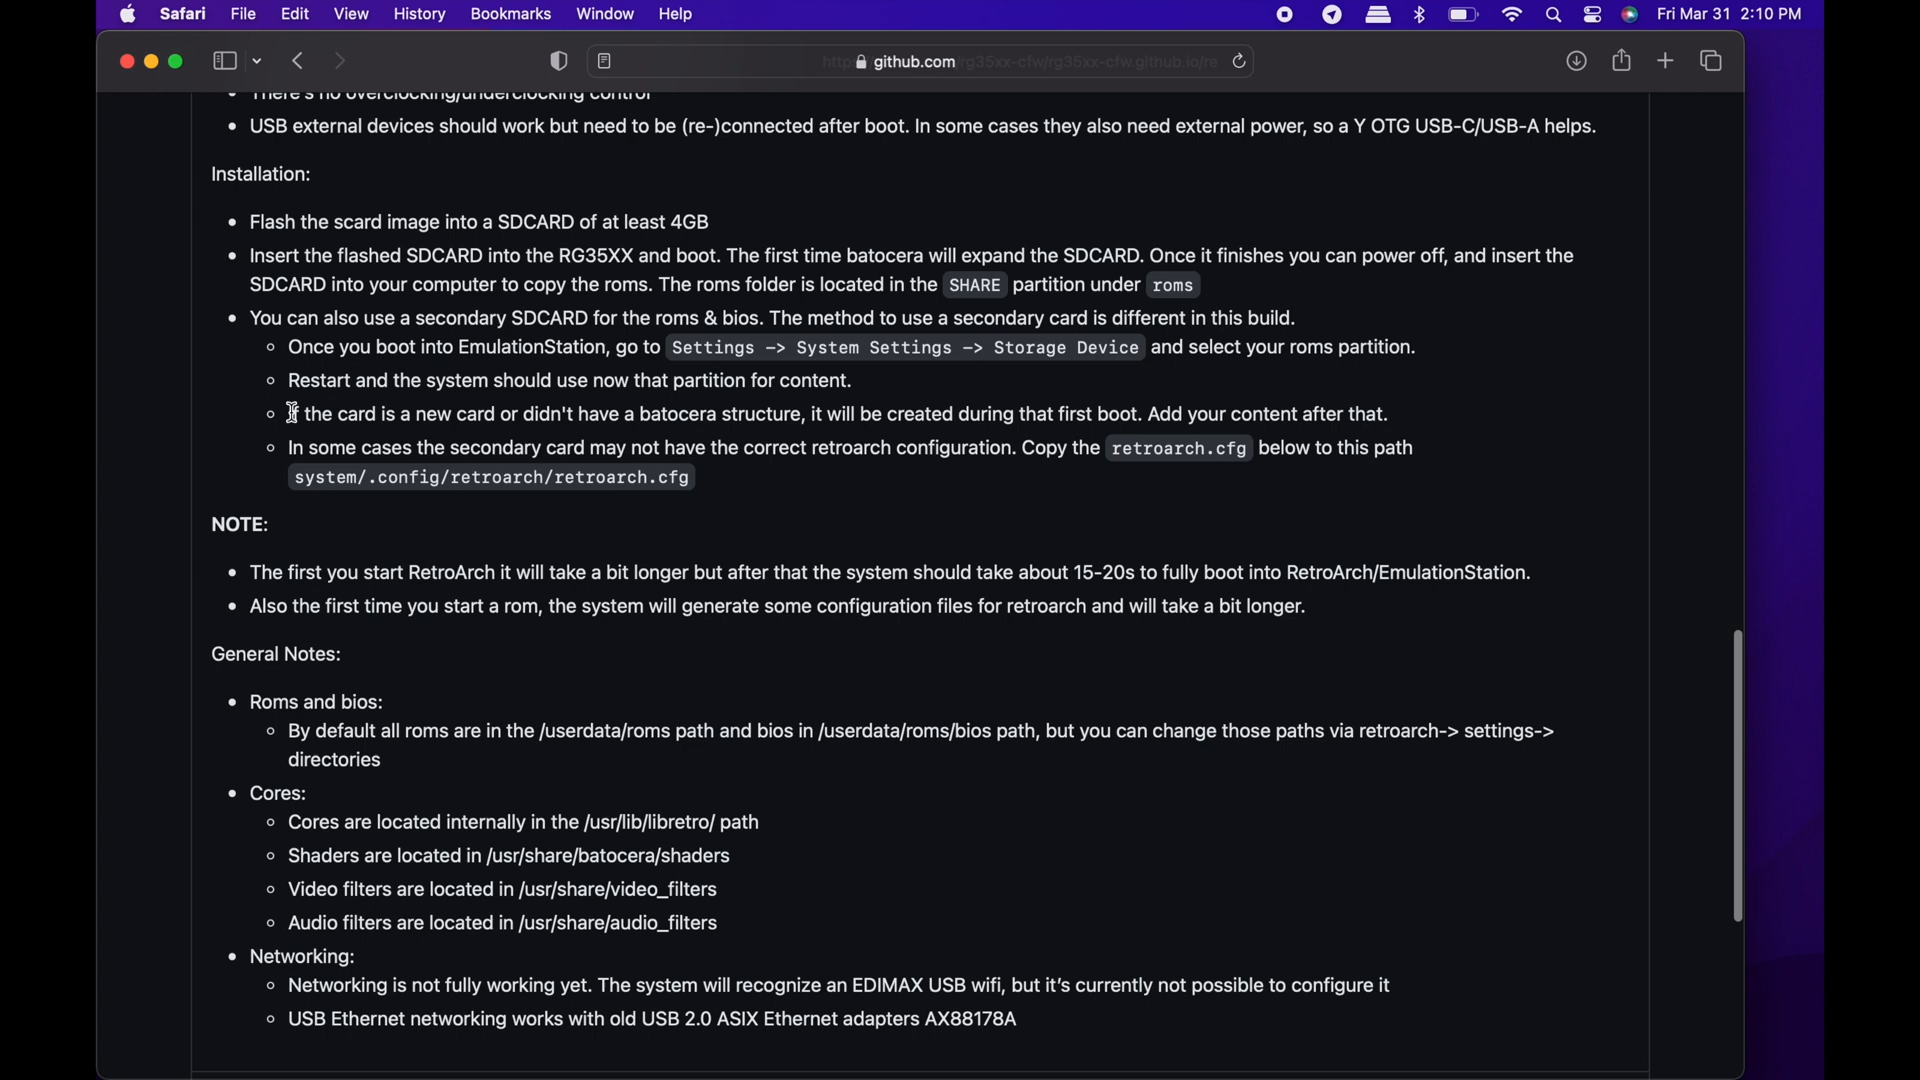 Safari File Edit View History Bookmarks Window Help Fri Mar 31 2:10 PM
github.com/rg35xx-cfw/rg35xx-cfw.github.io/re
There's no overclocking/underclocking control
• USB external devices should work but need to be (re-)connected after boot. In some cases they also need external power, so a Y OTG USB-C/USB-A helps.
Installation:
• Flash the scard image into a SDCARD of at least 4GB
• Insert the flashed SDCARD into the RG35XX and boot. The first time batocera will expand the SDCARD. Once it finishes you can power off, and insert the
SDCARD into your computer to copy the roms. The roms folder is located in the SHARE partition under roms
• You can also use a secondary SDCARD for the roms & bios. The method to use a secondary card is different in this build.
◦ Once you boot into EmulationStation, go to Settings -> System Settings -> Storage Device and select your roms partition.
◦ Restart and the system should use now that partition for content.
◦ If the card is a new card or didn't have a batocera structure, it will be created during that first boot. Add your content after that.
◦ In some cases the secondary card may not have the correct retroarch configuration. Copy the retroarch.cfg below to this path
system/.config/retroarch/retroarch.cfg
NOTE:
• The first you start RetroArch it will take a bit longer but after that the system should take about 15-20s to fully boot into RetroArch/EmulationStation.
• Also the first time you start a rom, the system will generate some configuration files for retroarch and will take a bit longer.
General Notes:
• Roms and bios:
◦ By default all roms are in the /userdata/roms path and bios in /userdata/roms/bios path, but you can change those paths via retroarch-> settings->
directories
• Cores:
◦ Cores are located internally in the /usr/lib/libretro/ path
◦ Shaders are located in /usr/share/batocera/shaders
◦ Video filters are located in /usr/share/video_filters
◦ Audio filters are located in /usr/share/audio_filters
• Networking:
◦ Networking is not fully working yet. The system will recognize an EDIMAX USB wifi, but it’s currently not possible to configure it
◦ USB Ethernet networking works with old USB 2.0 ASIX Ethernet adapters AX88178A